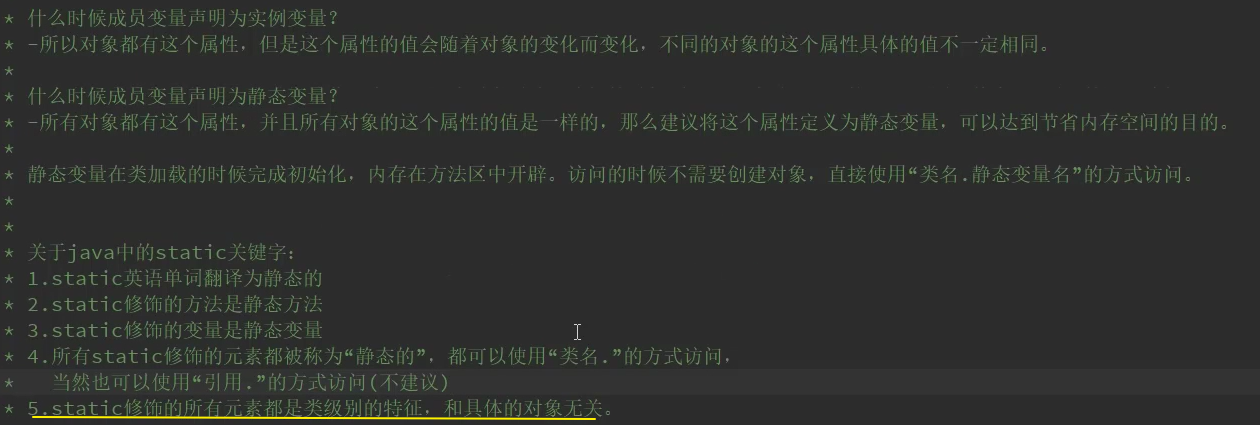 * 什么时候成员变量声明为实例变量?
* -所以对象都有这个属性，但是这个属性的值会随着对象的变化而变化，不同的对象的这个属性具体的值不一定相同。
*
* 什么时候成员变量声明为静态变量?
* -所有对象都有这个属性，并且所有对象的这个属性的值是一样的，那么建议将这个属性定义为静态变量，可以达到节省内存空间的目的。
*
* 静态变量在类加载的时候完成初始化，内存在方法区中开辟。访问的时候不需要创建对象，直接使用“类名.静态变量名”的方式访问。
*
*
* 关于java中的static关键字:
* 1.static英语单词翻译为静态的
* 2.static修饰的方法是静态方法
* 3.static修饰的变量是静态变量
* 4.所有static修饰的元素都被称为“静态的”，都可以使用“类名.”的方式访问，
*   当然也可以使用“引用.”的方式访问(不建议)
* 5.static修饰的所有元素都是类级别的特征，和具体的对象无关。